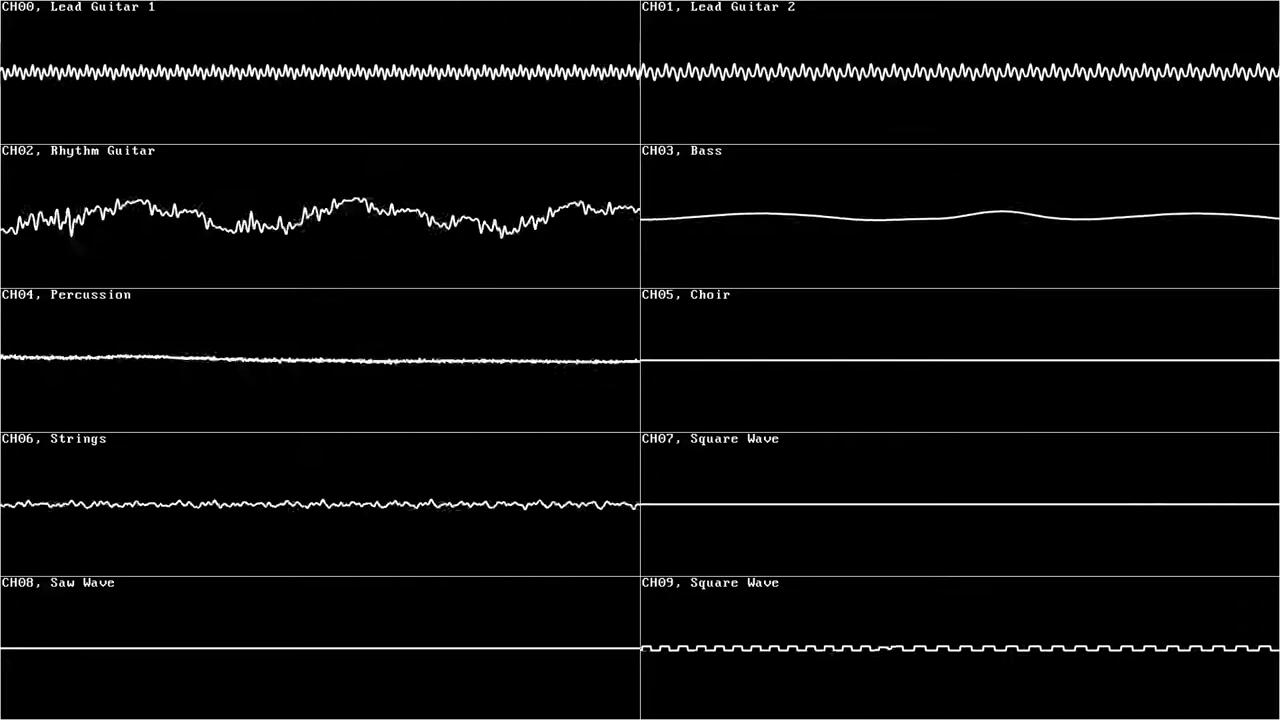 CH00, Lead Guitar 1
CH01, Lead Guitar 2
CH02, Rhythm Guitar
CH03, Bass
CH04, Percussion
CH05, Choir
CH06, Strings
CH07, Square Wave
CH08, Saw Wave
CH09, Square Wave